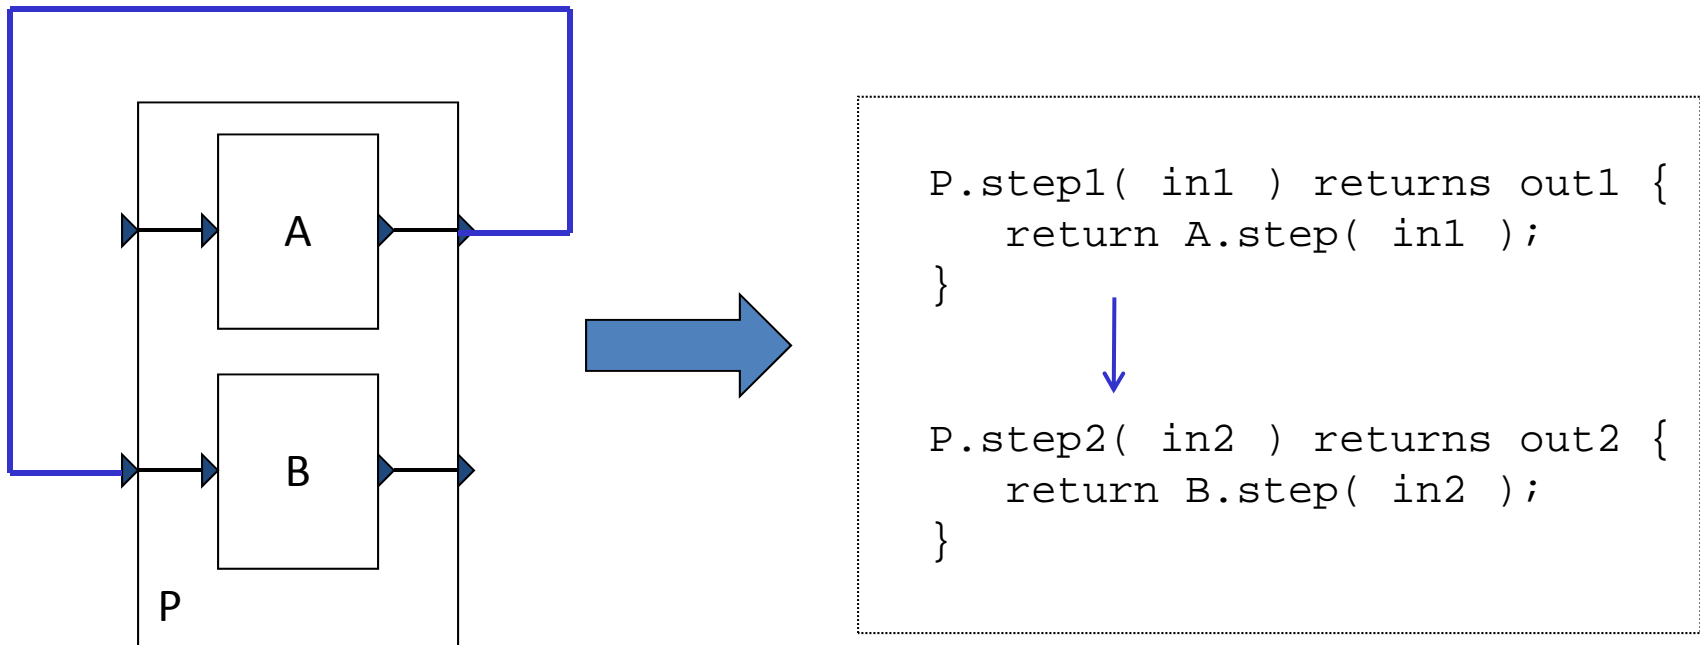 A
B
P
P.step1( in1 ) returns out1 {
return A.step( in1 );
}
P.step2( in2 ) returns out2 {
return B.step( in2 );
}